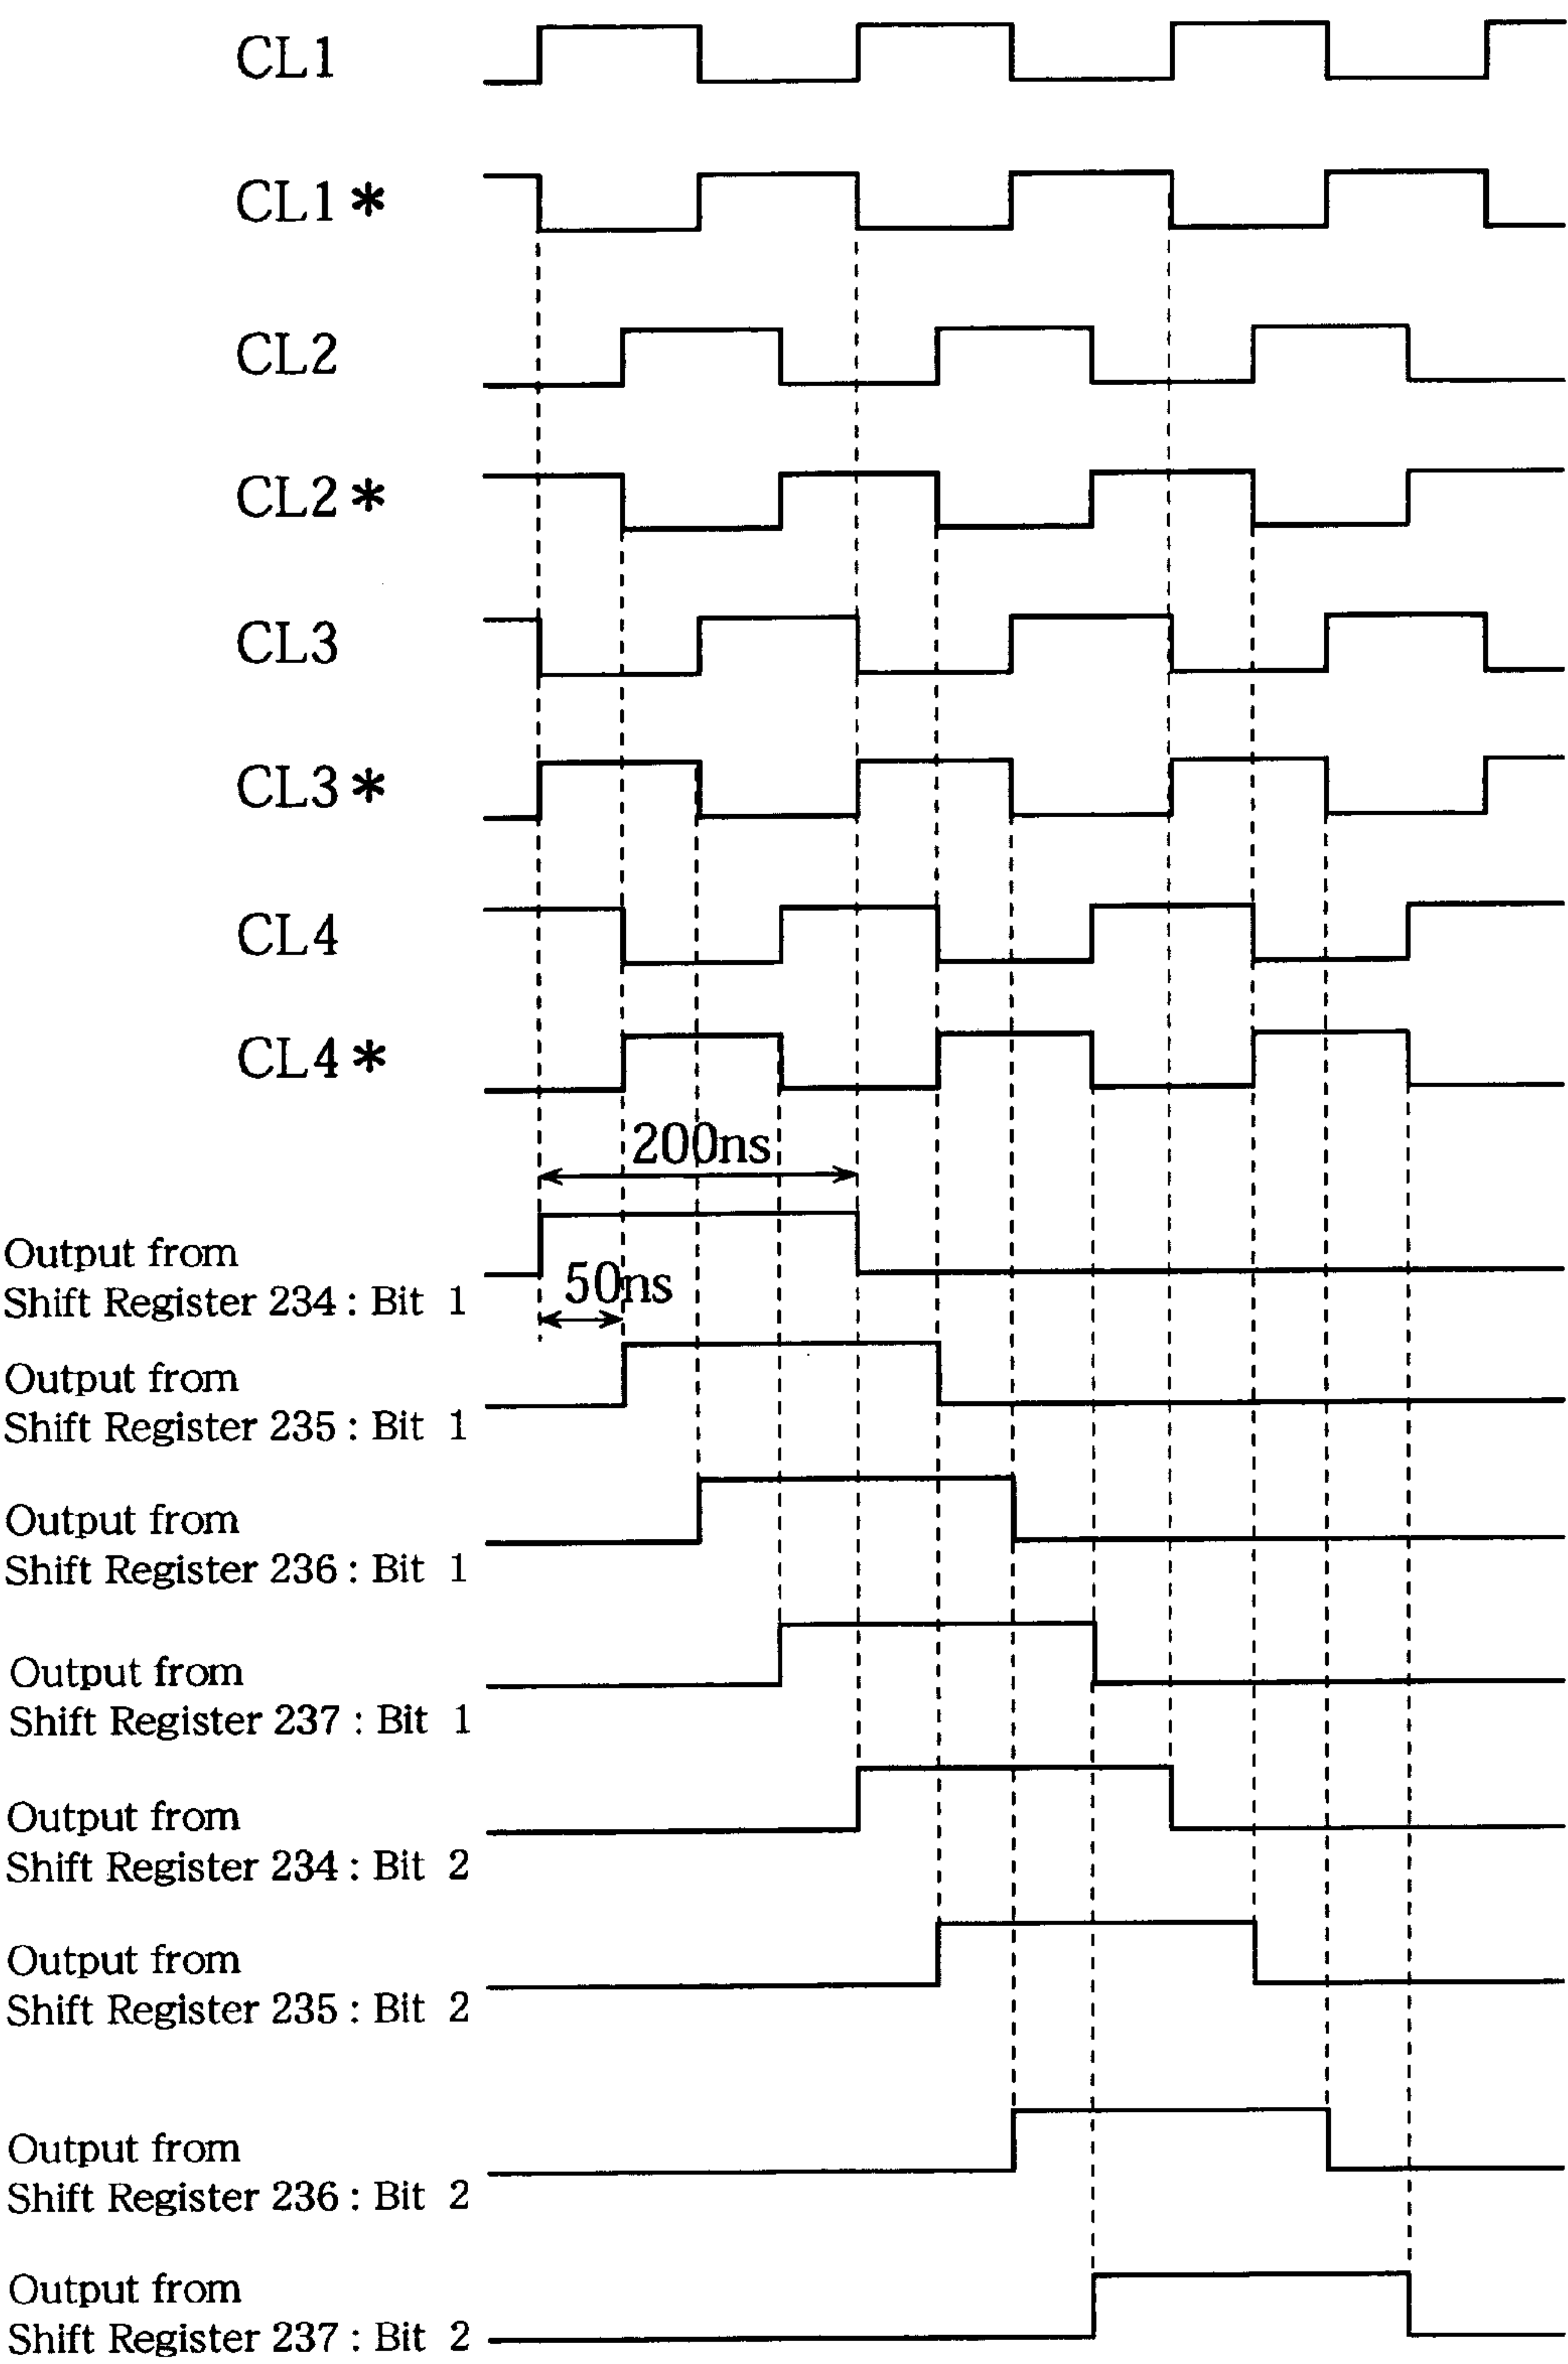 CL1
CL1*
CL2
CL2*
CL3
CL3*
CL4
CL4*
200ns
Output from
Shift Register 234 : Bit 1
50ns
Output from
Shift Register 235 : Bit 1
Output from
Shift Register 236 : Bit 1
Output from
Shift Register 237 : Bit 1
Output from
Shift Register 234 : Bit 2
Output from
Shift Register 235 : Bit 2
Output from
Shift Register 236 : Bit 2
Output from
Shift Register 237 : Bit 2